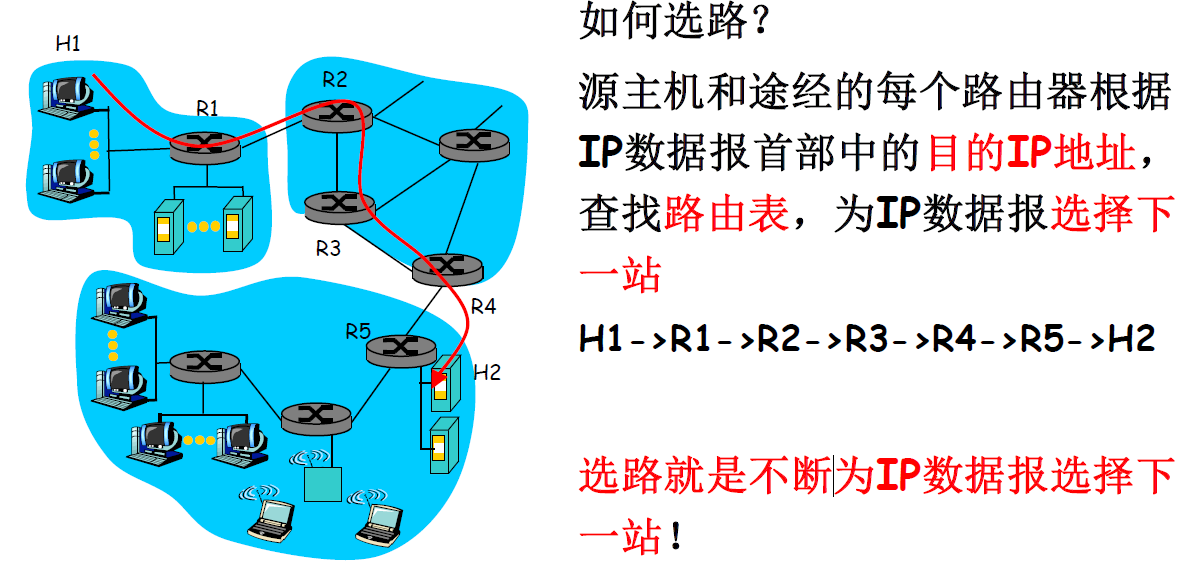 H1
R1
R2
R3
R4
R5
H2
如何选路？
源主机和途经的每个路由器根据
IP数据报首部中的目的IP地址，
查找路由表，为IP数据报选择下
一站
H1->R1->R2->R3->R4->R5->H2
选路就是不断为IP数据报选择下
一站！